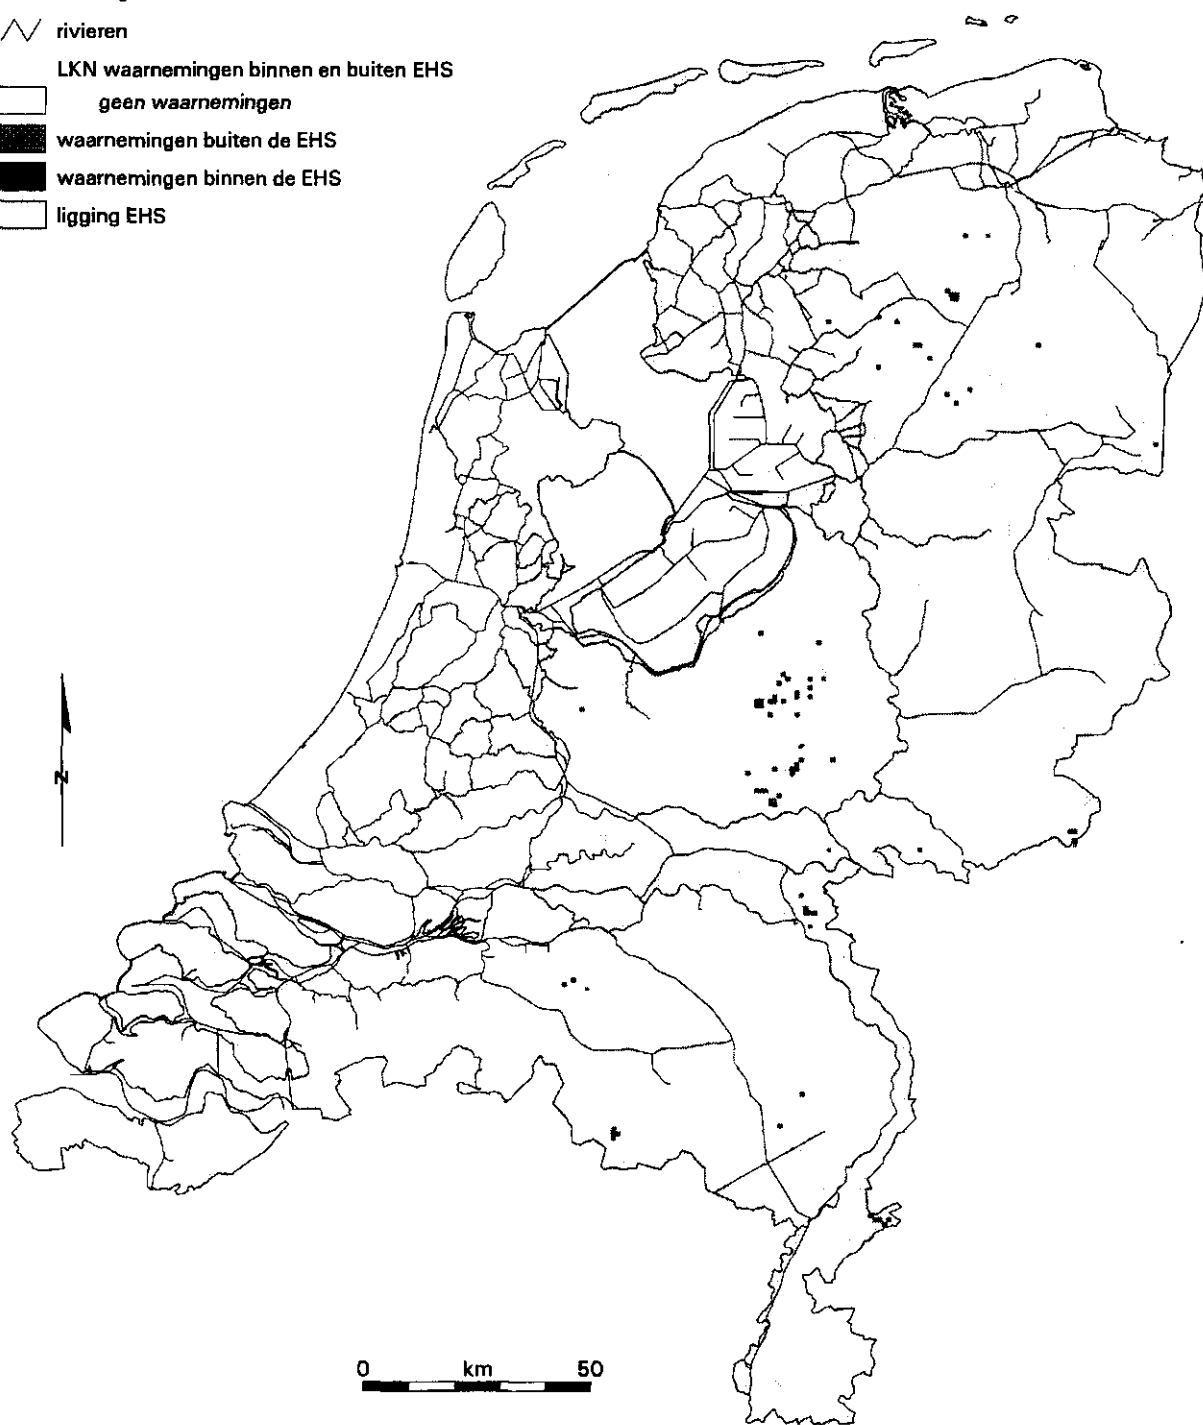 rivieren
LKN waarnemingen binnen en buiten EHS
geen waarnemingen
waarnemingen buiten de EHS
waarnemingen binnen de EHS
ligging EHS
N
0 km 50